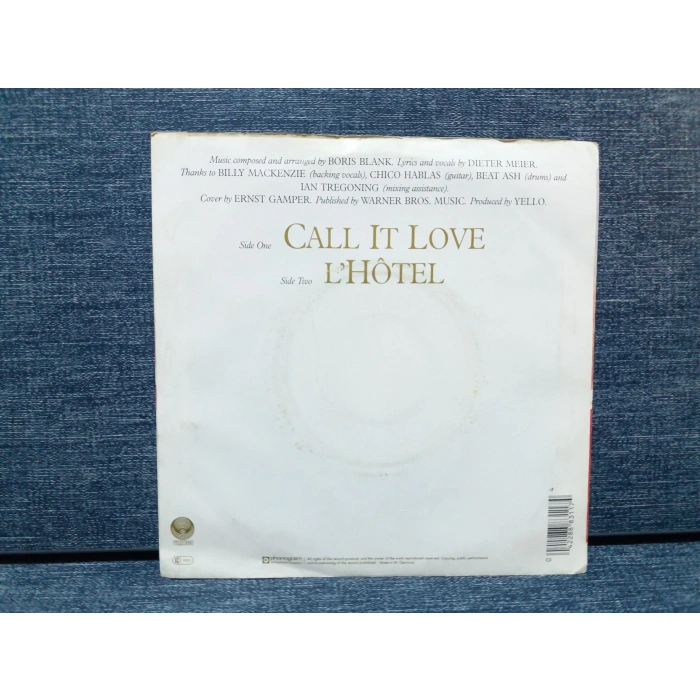 Music composed and arranged by BORIS BLANK. Lyrics and vocals by DIETER MEIER.
Thanks to BILLY MACKENZIE (backing vocals), CHICO HABLAS (guitar), BEAT ASH (drums) and
IAN TREGONING (mixing assistance).
Cover by ERNST GAMPER. Published by WARNER BROS. MUSIC. Produced by YELLO.
Side One CALL IT LOVE
Side Two L'HÔTEL
phonogram